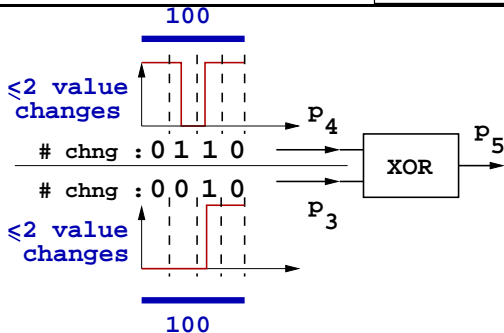 100
≤2 value
changes
p4
# chng : 0 1 1 0
XOR
p5
# chng : 0 0 1 0
p3
≤2 value
changes
100